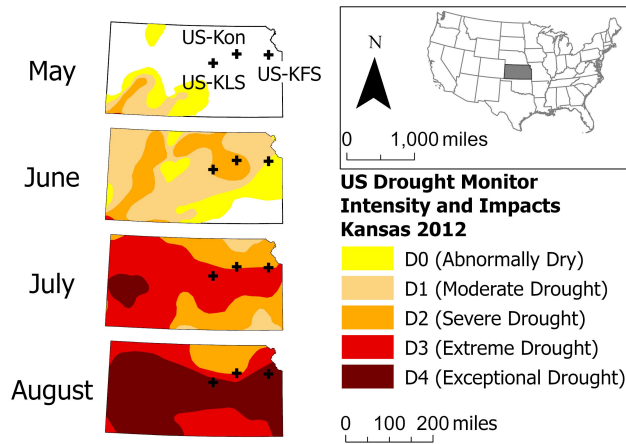 May
US-Kon
US-KLS
US-KFS
June
July
August
N
0
1,000 miles
US Drought Monitor
Intensity and Impacts
Kansas 2012
D0 (Abnormally Dry)
D1 (Moderate Drought)
D2 (Severe Drought)
D3 (Extreme Drought)
D4 (Exceptional Drought)
0 100 200 miles